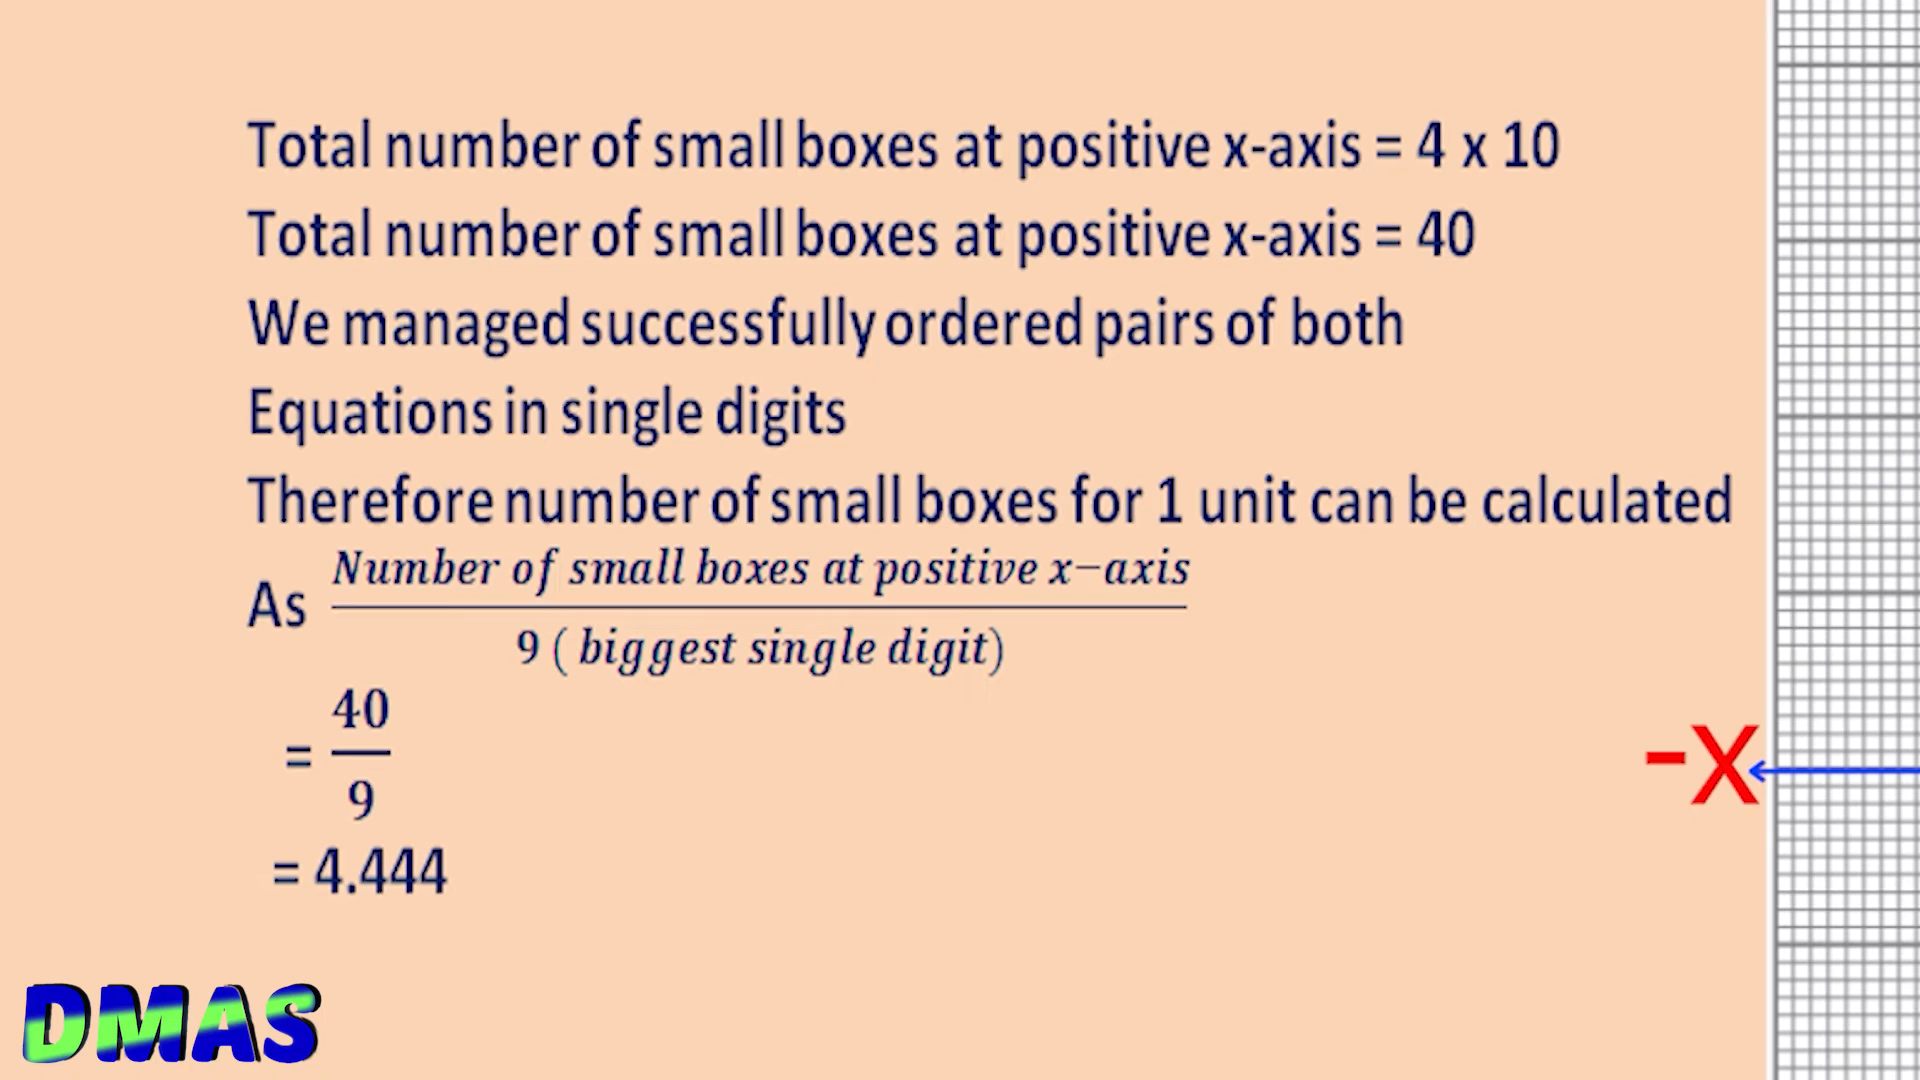 Total number of small boxes at positive x-axis = 4 x 10
Total number of small boxes at positive x-axis = 40
We managed successfully ordered pairs of both
Equations in single digits
Therefore number of small boxes for 1 unit can be calculated
As Number of small boxes at positive x−axis
9 ( biggest single digit)
= 40
9
= 4.444
-X
DMAS